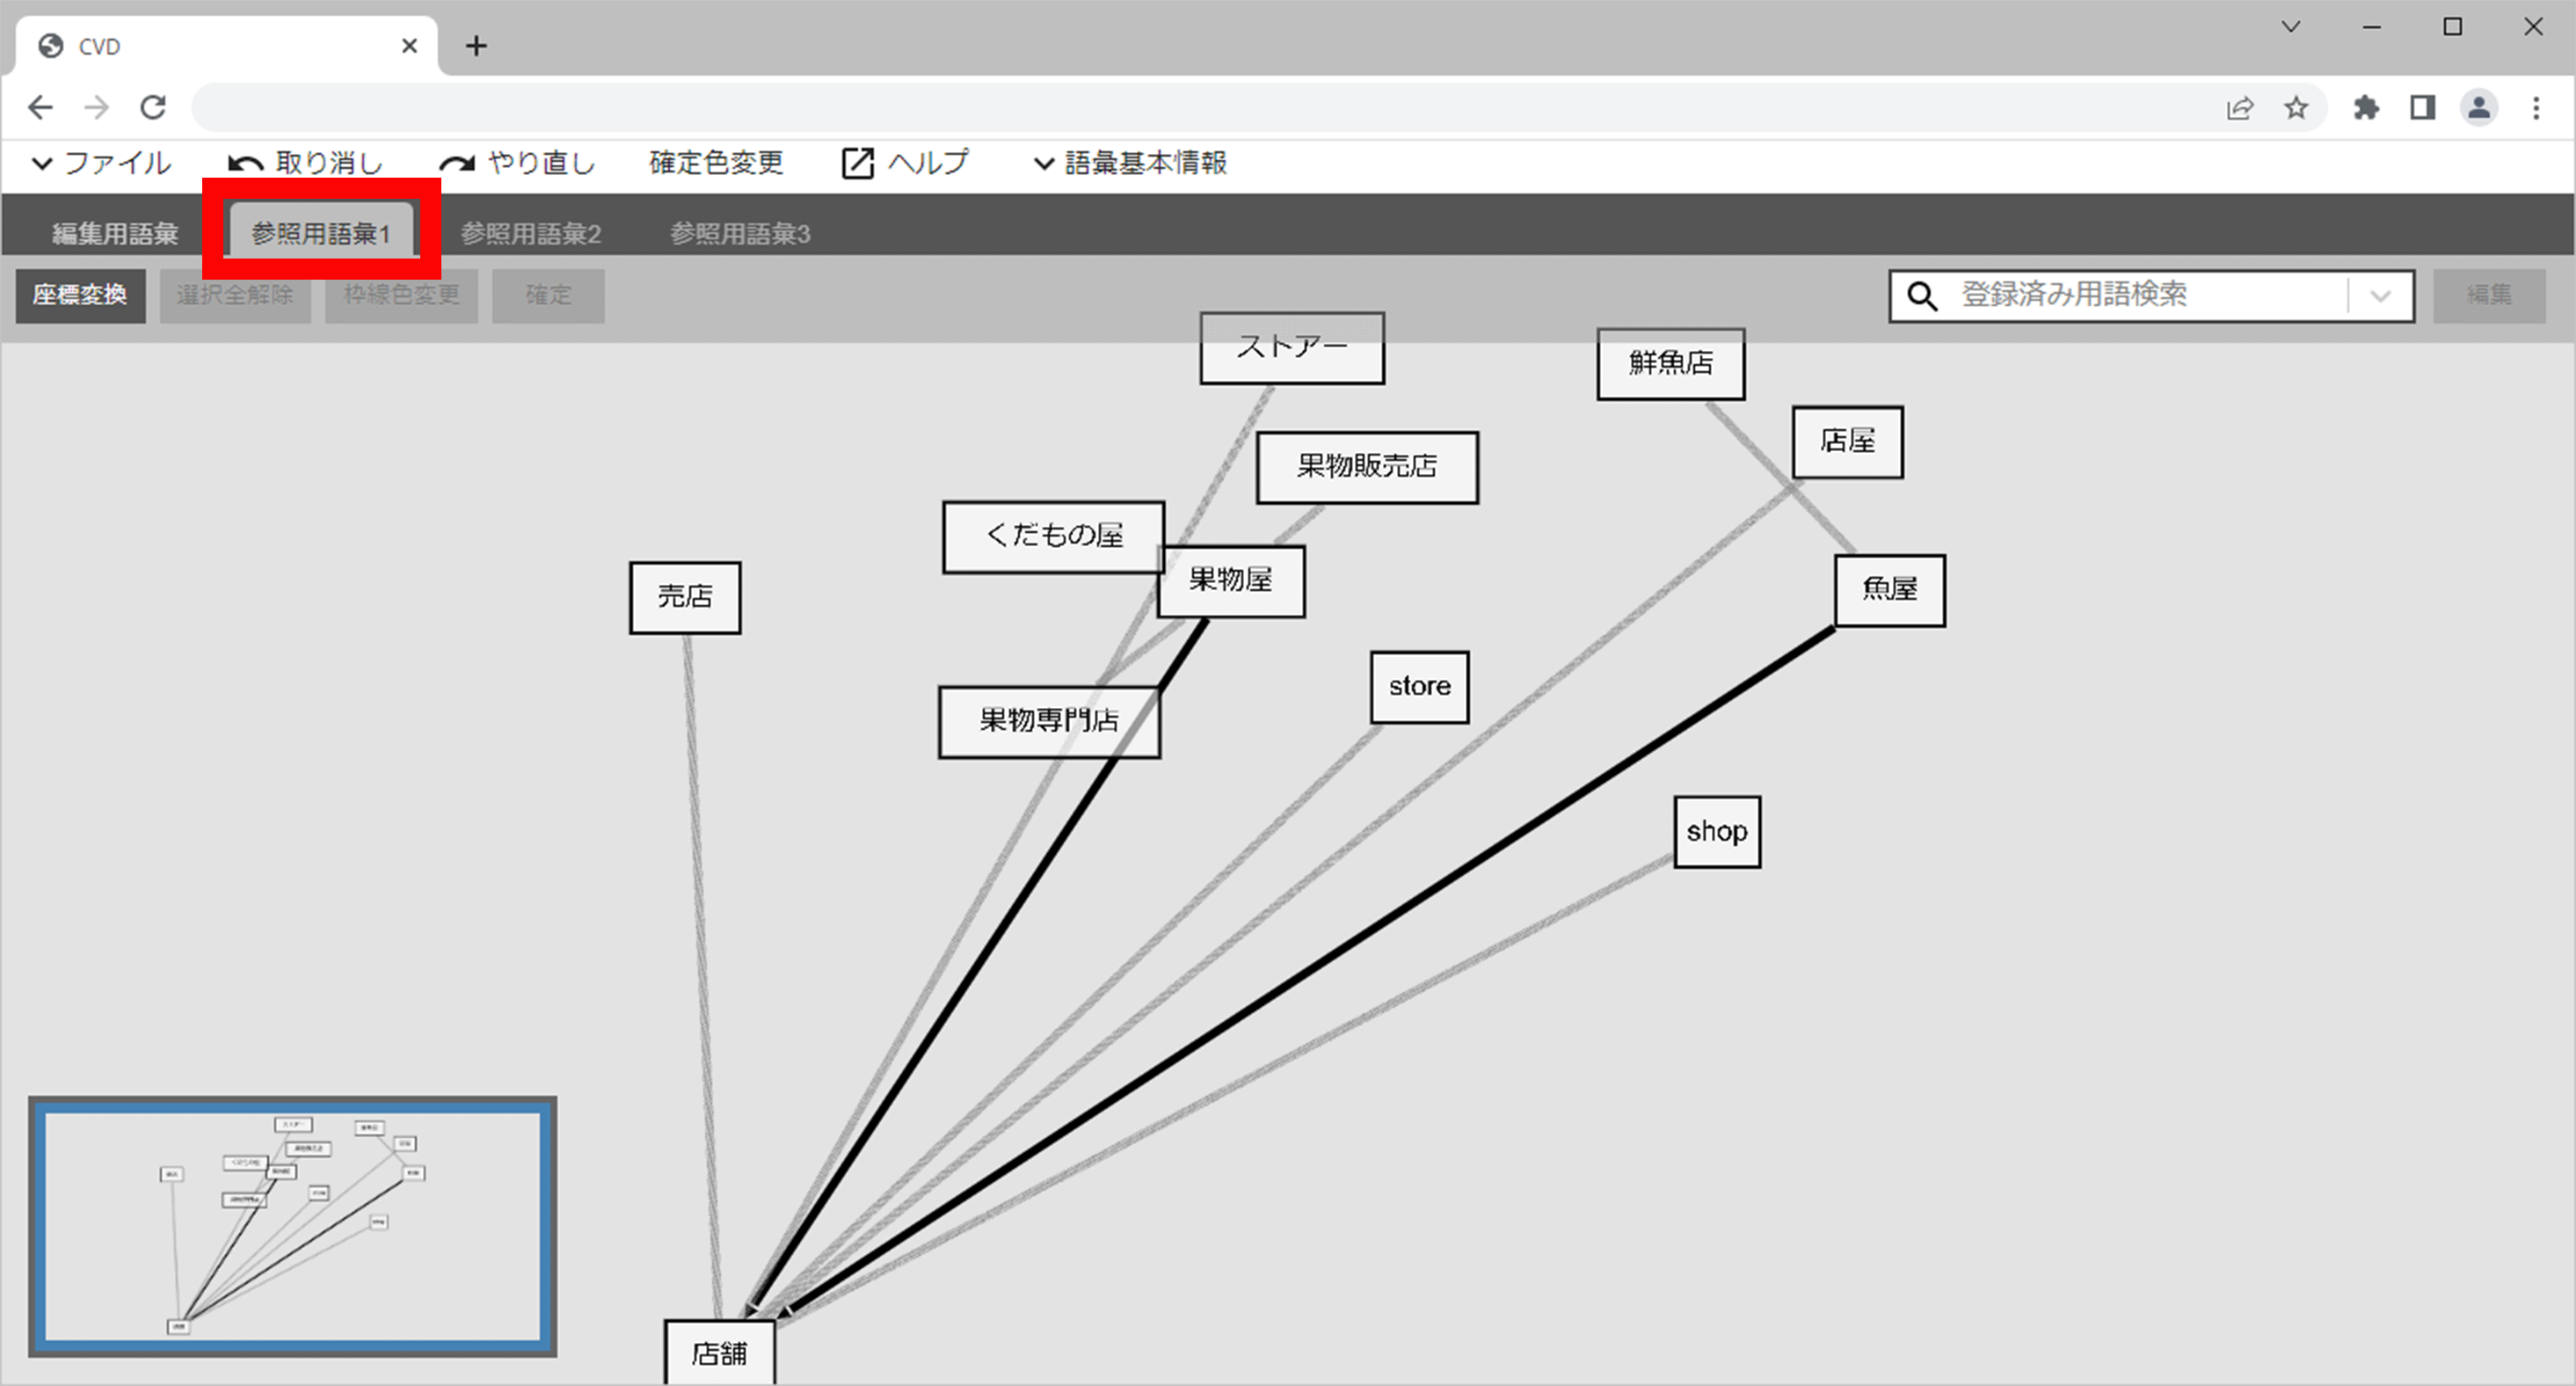 CVD
ファイル 取り消し やり直し 確定色変更 ヘルプ 語彙基本情報
編集用語彙 参照用語彙1 参照用語彙2 参照用語彙3
座標変換 選択全解除 枠線色変更 確定 登録済み用語検索 編集
ストアー
鮮魚店
店屋
果物販売店
くだもの屋
果物屋
売店
魚屋
store
果物専門店
shop
店舗